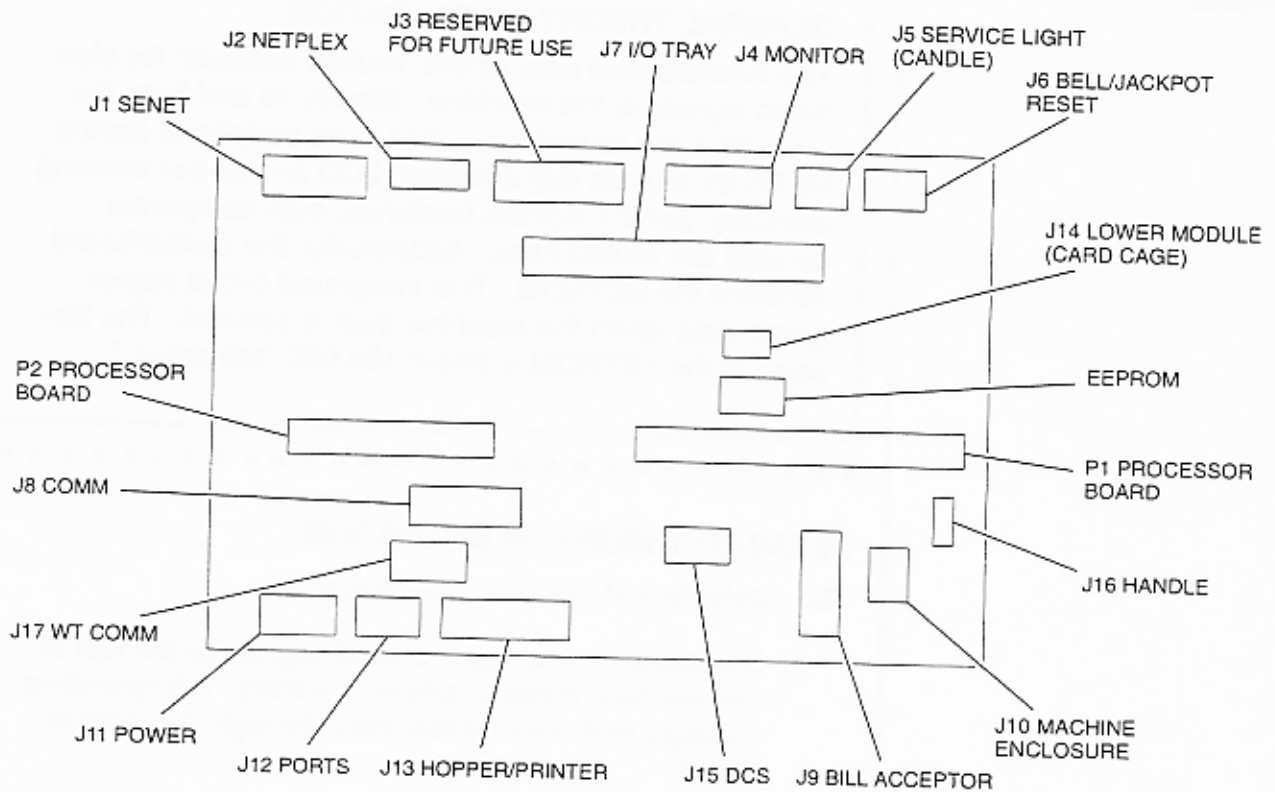 J3 RESERVED
FOR FUTURE USE
J2 NETPLEX
J7 I/O TRAY
J4 MONITOR
J5 SERVICE LIGHT
(CANDLE)
J1 SENET
J6 BELL/JACKPOT
RESET
J14 LOWER MODULE
(CARD CAGE)
P2 PROCESSOR
BOARD
EEPROM
J8 COMM
P1 PROCESSOR
BOARD
J16 HANDLE
J17 WT COMM
J11 POWER
J12 PORTS
J13 HOPPER/PRINTER
J15 DCS
J9 BILL ACCEPTOR
J10 MACHINE
ENCLOSURE